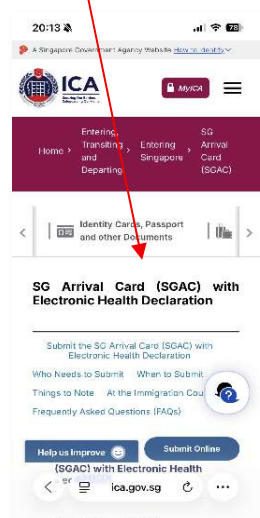 20:13
78
A Singapore Government Agency Website How to identify
ICA
MyICA
Home > Entering, Transiting and Departing > Entering Singapore > SG Arrival Card (SGAC)
Identity Cards, Passport
and other Documents
SG Arrival Card (SGAC) with
Electronic Health Declaration
Submit the SG Arrival Card (SGAC) with
Electronic Health Declaration
Who Needs to Submit When to Submit
Things to Note At the Immigration Cou
Frequently Asked Questions (FAQs)
Help us Improve
Submit Online
(SGAC) with Electronic Health
ica.gov.sg